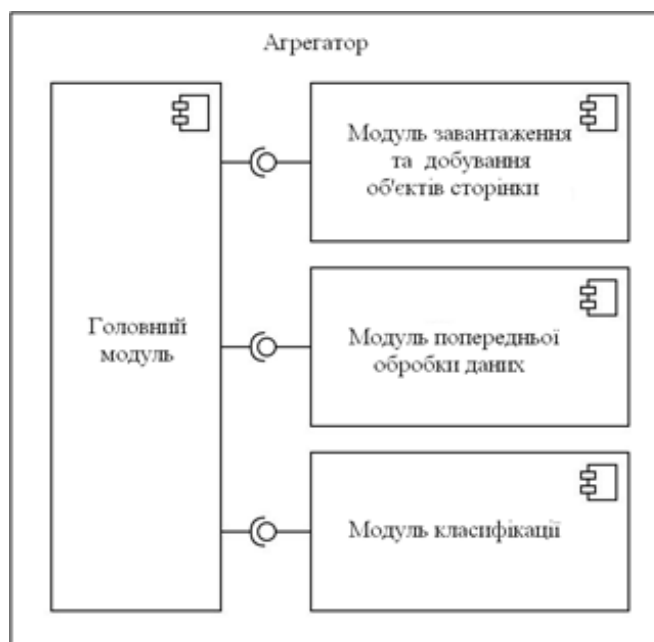 Агрегатор
Модуль завантаження
та добування
об'єктів сторінки
Головний
модуль
Модуль попередньої
обробки даних
Модуль класифікації